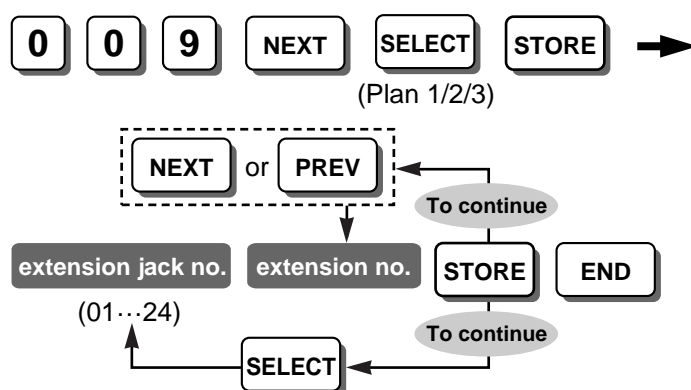 0 0 9 NEXT SELECT STORE
(Plan 1/2/3)
NEXT or PREV
To continue
extension jack no. extension no. STORE END
(01···24)
To continue
SELECT